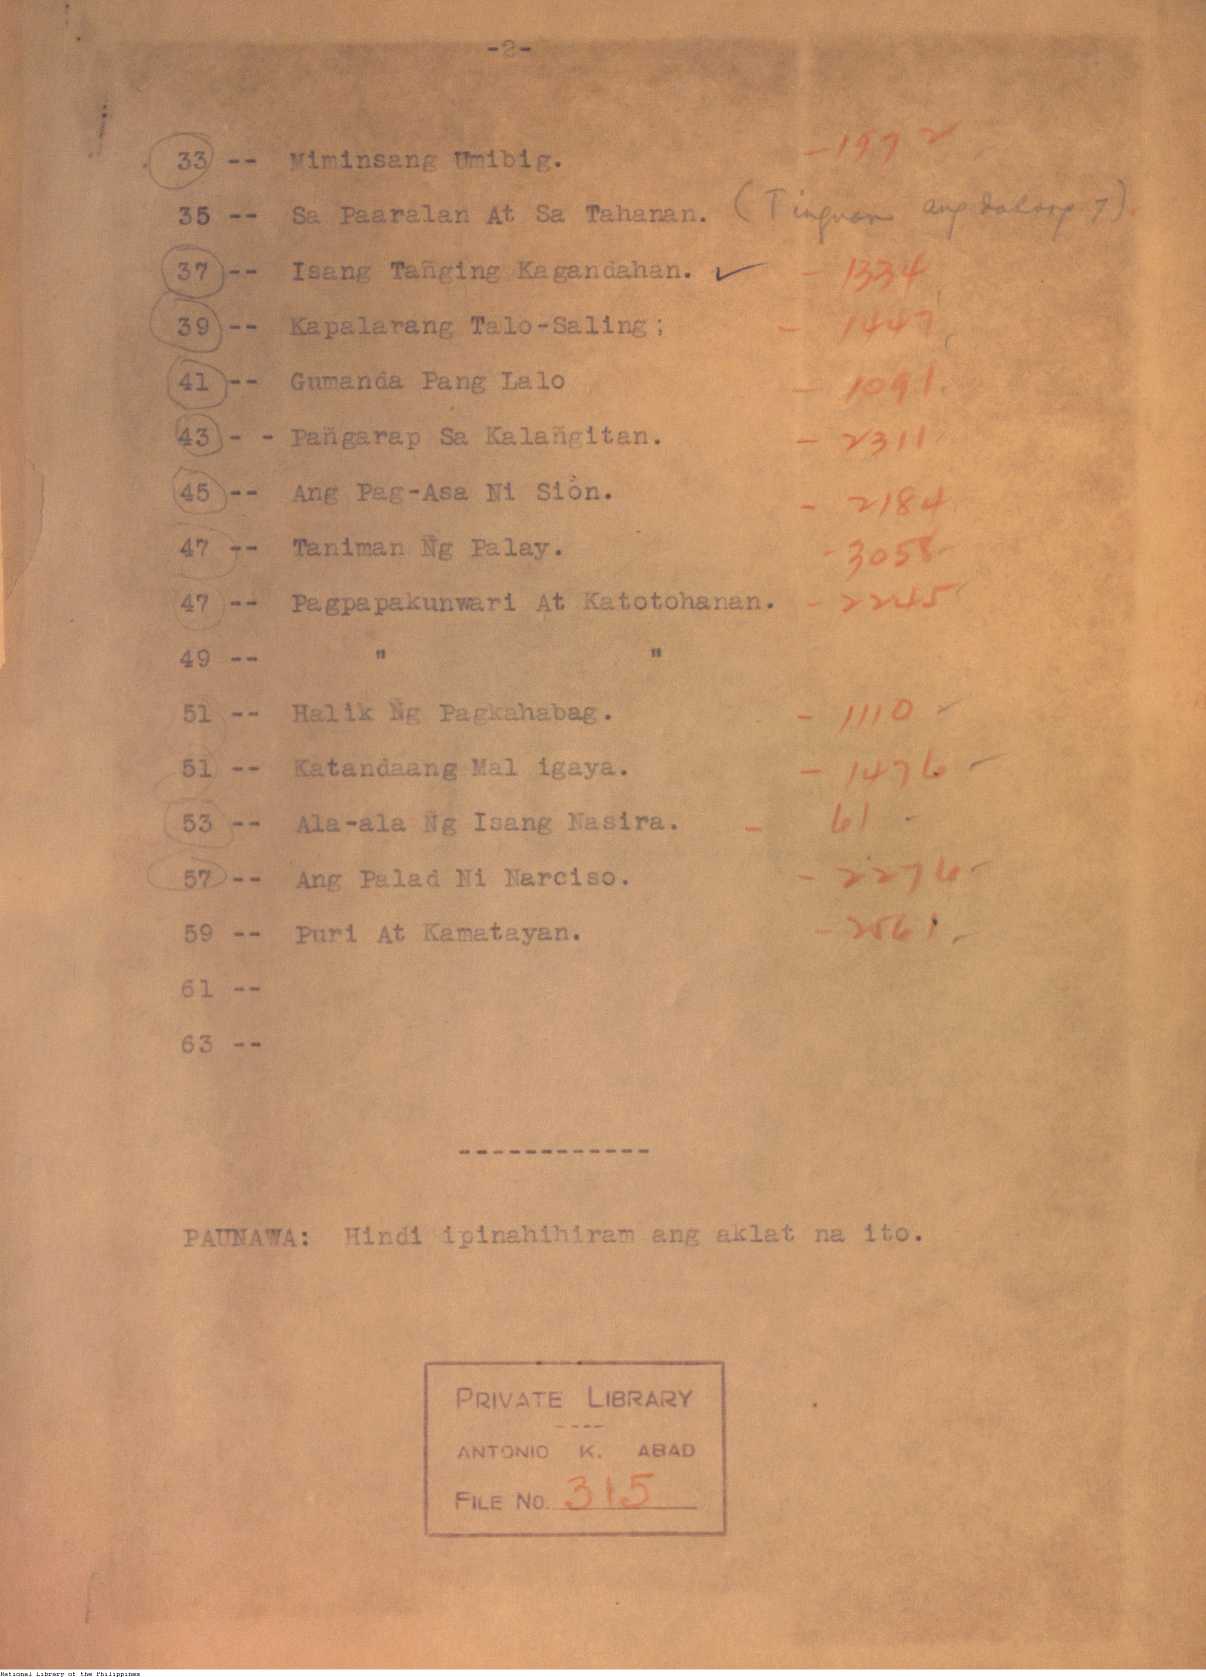 -2-
33 -- Miminsang Umibig. -1972
35 -- Sa Paaralan At Sa Tahanan. (Tingnan ang 7)
37 -- Isang Tañging Kagandahan. ✓ - 1334
39 -- Kapalarang Talo-Saling; - 1447
41 -- Gumanda Pang Lalo - 1091.
43 - - Pañgarap Sa Kalañgitan. - 2311
45 -- Ang Pag-Asa Ni Siòn. - 2184
47 -- Taniman Ñg Palay. - 3058
47 -- Pagpapakunwari At Katotohanan. - 2245
49 -- " "
51 -- Halik Ñg Pagkahabag. - 1110
51 -- Katandaang Mal igaya. - 1476
53 -- Ala-ala Ñg Isang Nasira. - 61
57 -- Ang Palad Ni Narciso. - 2276
59 -- Puri At Kamatayan. - 2561
61 --
63 --
------------
PAUNAWA: Hindi ipinahihiram ang aklat na ito.
PRIVATE LIBRARY
----
ANTONIO K. ABAD
FILE NO. 315
National Library of the Philippines